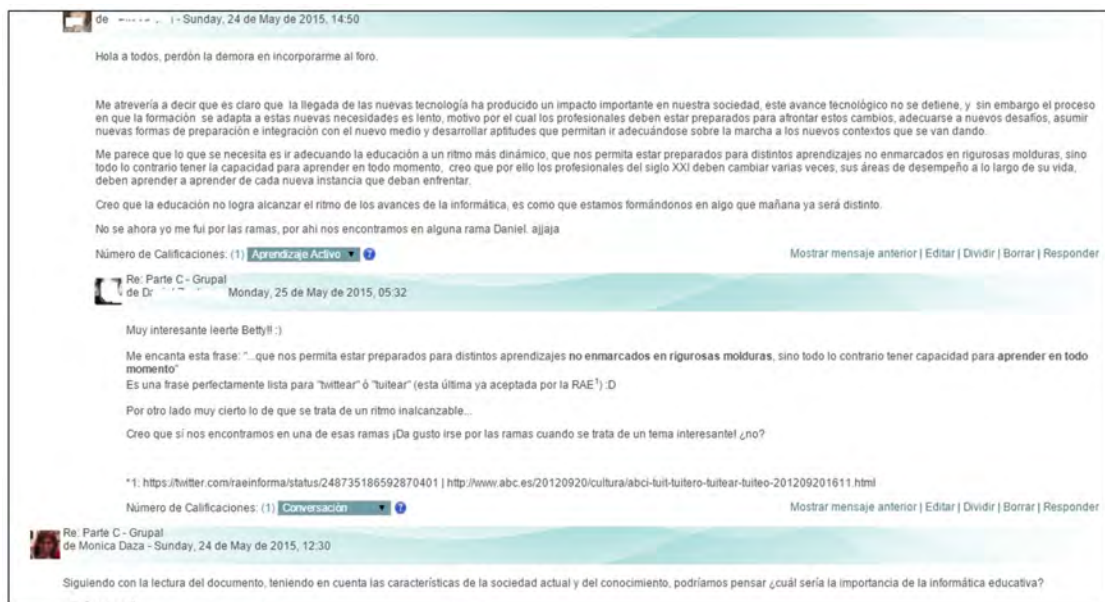 de - Sunday, 24 de May de 2015, 14:50
Hola a todos, perdón la demora en incorporarme al foro.
Me atrevería a decir que es claro que la llegada de las nuevas tecnología ha producido un impacto importante en nuestra sociedad, este avance tecnológico no se detiene, y sin embargo el proceso
en que la formación se adapta a estas nuevas necesidades es lento, motivo por el cual los profesionales deben estar preparados para afrontar estos cambios, adecuarse a nuevos desafíos, asumir
nuevas formas de preparación e integración con el nuevo medio y desarrollar aptitudes que permitan ir adecuándose sobre la marcha a los nuevos contextos que se van dando.
Me parece que lo que se necesita es ir adecuando la educación a un ritmo más dinámico, que nos permita estar preparados para distintos aprendizajes no enmarcados en rigurosas molduras, sino
todo lo contrario tener la capacidad para aprender en todo momento, creo que por ello los profesionales del siglo XXI deben cambiar varias veces, sus áreas de desempeño a lo largo de su vida,
deben aprender a aprender de cada nueva instancia que deban enfrentar.
Creo que la educación no logra alcanzar el ritmo de los avances de la informática, es como que estamos formándonos en algo que mañana ya será distinto.
No se ahora yo me fui por las ramas, por ahi nos encontramos en alguna rama Daniel. ajjaja
Número de Calificaciones: (1) Aprendizaje Activo Mostrar mensaje anterior | Editar | Dividir | Borrar | Responder
Re: Parte C - Grupal
de Monday, 25 de May de 2015, 05:32
Muy interesante leerte Betty!! :)
Me encanta esta frase: "...que nos permita estar preparados para distintos aprendizajes no enmarcados en rigurosas molduras, sino todo lo contrario tener capacidad para aprender en todo
momento"
Es una frase perfectamente lista para "twittear" ó "tuitear" (esta última ya aceptada por la RAE¹) :D
Por otro lado muy cierto lo de que se trata de un ritmo inalcanzable...
Creo que sí nos encontramos en una de esas ramas ¡Da gusto irse por las ramas cuando se trata de un tema interesante! ¿no?
*1: https://twitter.com/raeinforma/status/248735186592870401 | http://www.abc.es/20120920/cultura/abci-tuit-tuitero-tuitear-tuiteo-201209201611.html
Número de Calificaciones: (1) Conversación Mostrar mensaje anterior | Editar | Dividir | Borrar | Responder
Re: Parte C - Grupal
de Monica Daza - Sunday, 24 de May de 2015, 12:30
Siguiendo con la lectura del documento, teniendo en cuenta las características de la sociedad actual y del conocimiento, podríamos pensar ¿cuál sería la importancia de la informática educativa?